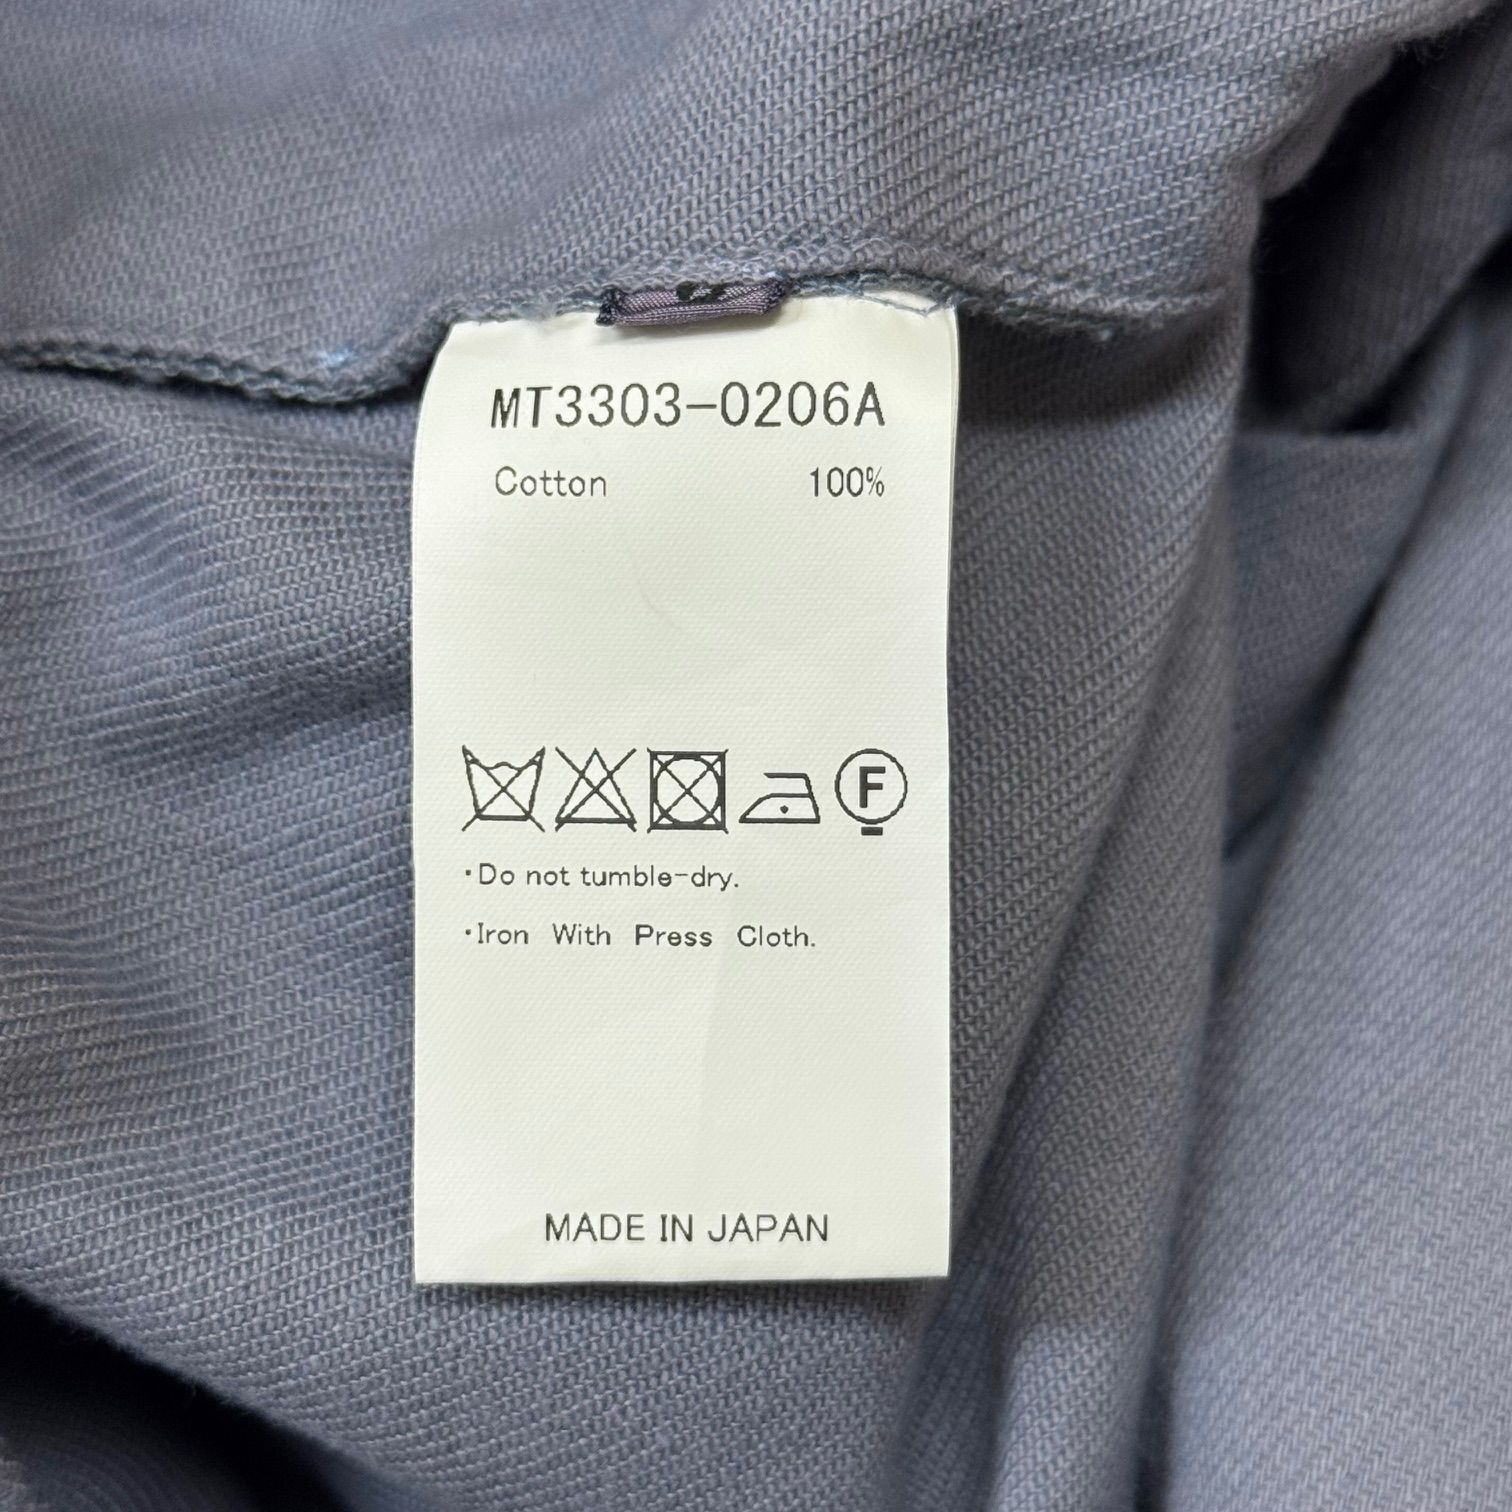 MT3303-0206A
Cotton 100%
F
・Do not tumble-dry.
・Iron With Press Cloth.
MADE IN JAPAN